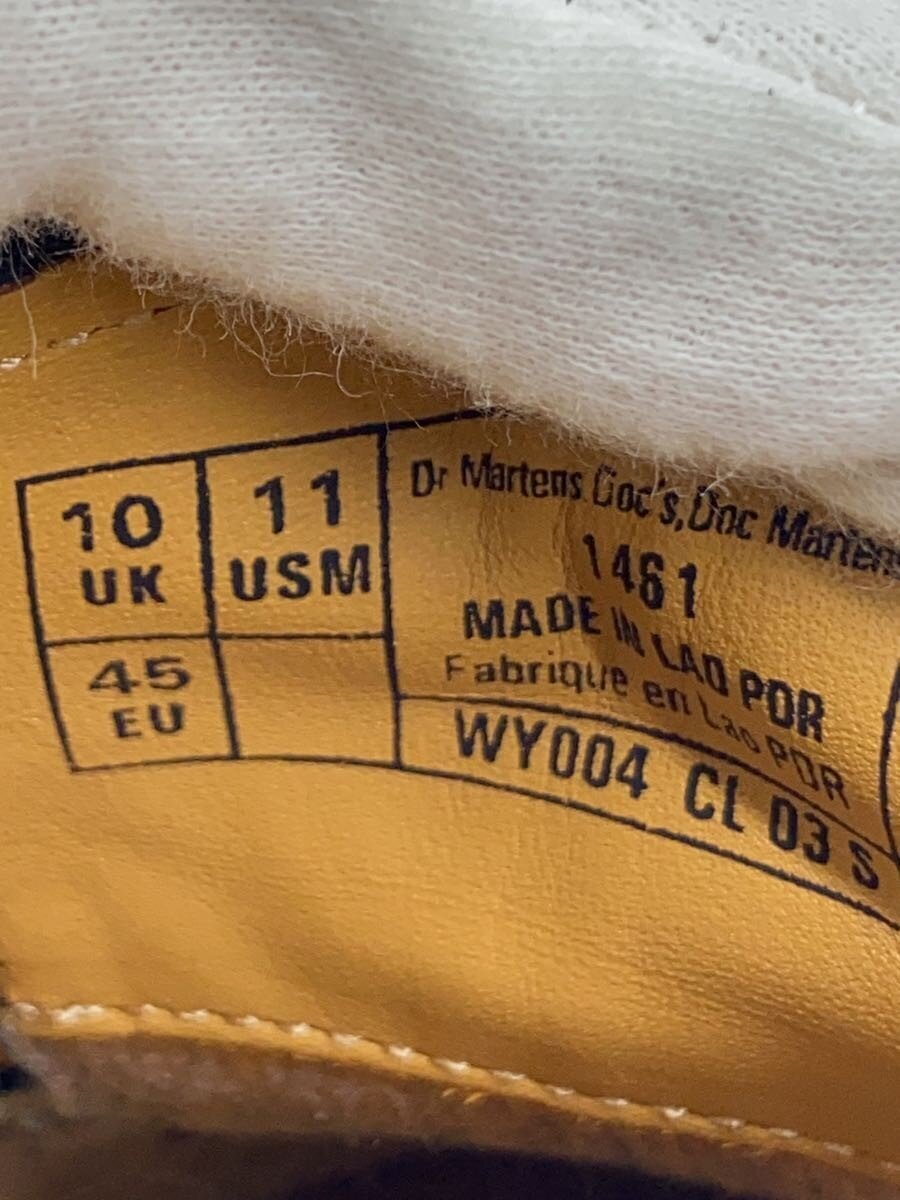 10
UK
11
USM
45
EU
Dr Martens, Doc's, Doc Martens
1461
MADE IN LAO PDR
Fabrique en Lao PDR
WY004 CL 03 S